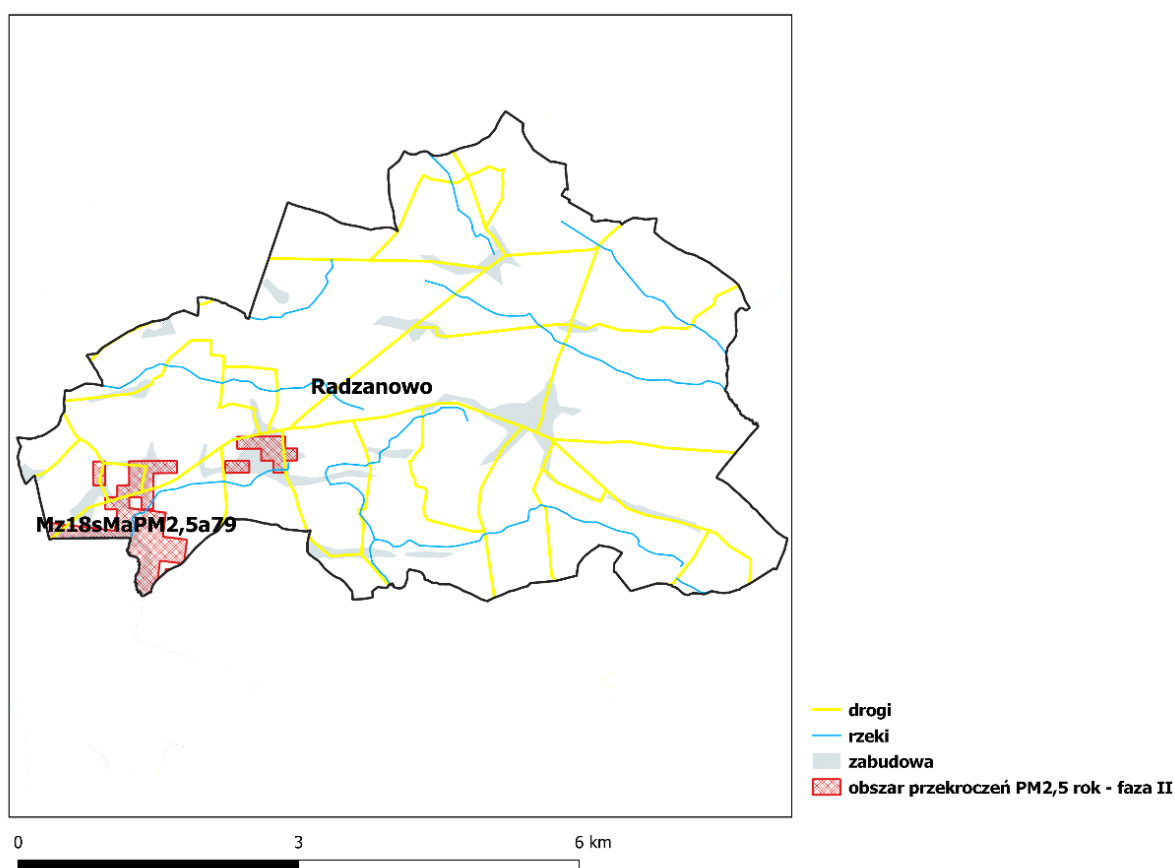 Radzanowo
Mz18sMaPM2,5a79
drogi
rzeki
zabudowa
obszar przekroczeń PM2,5 rok - faza II
0 3 6 km